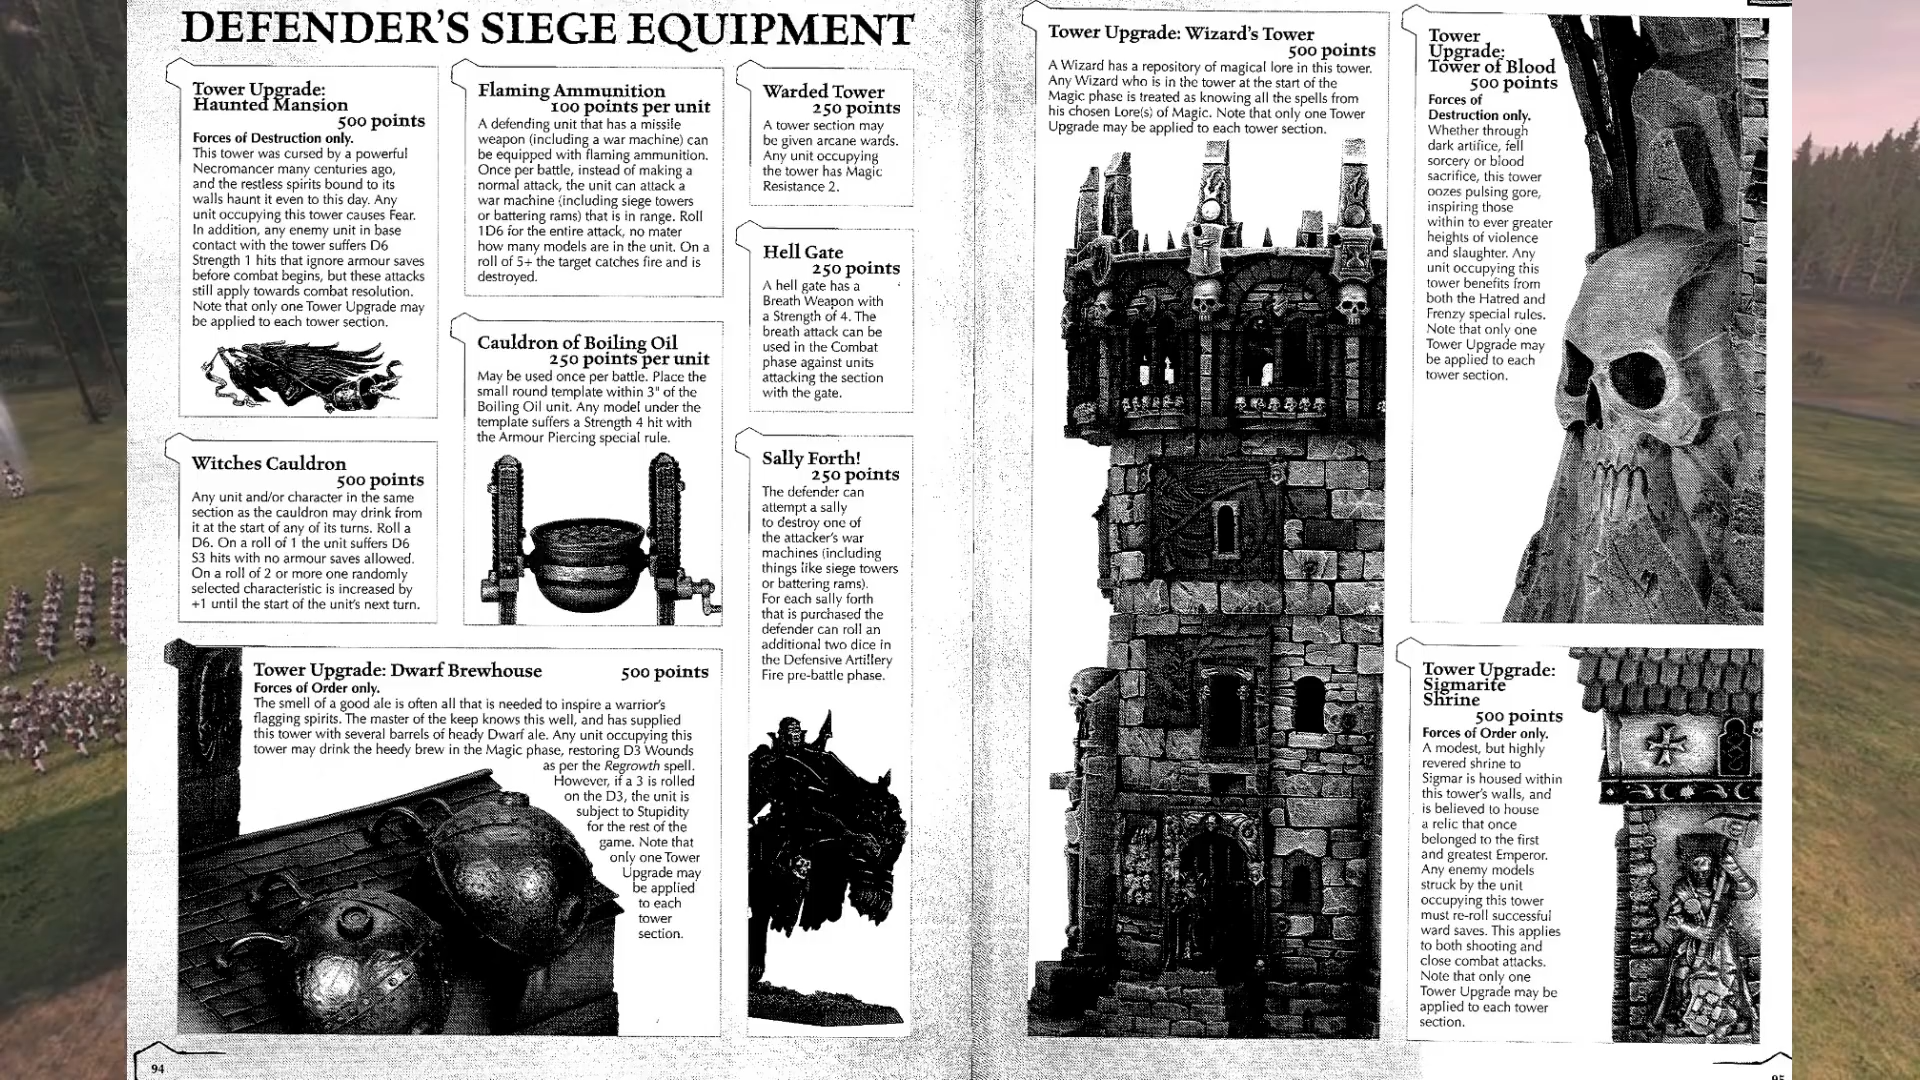 DEFENDER'S SIEGE EQUIPMENT
Tower Upgrade:
Haunted Mansion
500 points
Forces of Destruction only.
This tower was cursed by a powerful
Necromancer many centuries ago,
and the restless spirits bound to its
walls haunt it even to this day. Any
unit occupying this tower causes Fear.
In addition, any enemy unit in base
contact with the tower suffers D6
Strength 1 hits that ignore armour saves
before combat begins, but these attacks
still apply towards combat resolution.
Note that only one Tower Upgrade may
be applied to each tower section.
Witches Cauldron
500 points
Any unit and/or character in the same
section as the cauldron may drink from
it at the start of any of its turns. Roll a
D6. On a roll of 1 the unit suffers D6
S3 hits with no armour saves allowed.
On a roll of 2 or more one randomly
selected characteristic is increased by
+1 until the start of the unit's next turn.
Flaming Ammunition
100 points per unit
A defending unit that has a missile
weapon (including a war machine) can
be equipped with flaming ammunition.
Once per battle, instead of making a
normal attack, the unit can attack a
war machine (including siege towers
or battering rams) that is in range. Roll
1D6 for the entire attack, no mater
how many models are in the unit. On a
roll of 5+ the target catches fire and is
destroyed.
Cauldron of Boiling Oil
250 points per unit
May be used once per battle. Place the
small round template within 3" of the
Boiling Oil unit. Any model under the
template suffers a Strength 4 hit with
the Armour Piercing special rule.
Tower Upgrade: Dwarf Brewhouse 500 points
Forces of Order only.
The smell of a good ale is often all that is needed to inspire a warrior's
flagging spirits. The master of the keep knows this well, and has supplied
this tower with several barrels of heady Dwarf ale. Any unit occupying this
tower may drink the heedy brew in the Magic phase, restoring D3 Wounds
as per the Regrowth spell.
However, if a 3 is rolled
on the D3, the unit is
subject to Stupidity
for the rest of the
game. Note that
only one Tower
Upgrade may
be applied
to each
tower
section.
Warded Tower
250 points
A tower section may
be given arcane wards.
Any unit occupying
the tower has Magic
Resistance 2.
Hell Gate
250 points
A hell gate has a
Breath Weapon with
a Strength of 4. The
breath attack can be
used in the Combat
phase against units
attacking the section
with the gate.
Sally Forth!
250 points
The defender can
attempt a sally
to destroy one of
the attacker's war
machines (including
things like siege towers
or battering rams).
For each sally forth
that is purchased the
defender can roll an
additional two dice in
the Defensive Artillery
Fire pre-battle phase.
94
Tower Upgrade: Wizard's Tower
500 points
A Wizard has a repository of magical lore in this tower.
Any Wizard who is in the tower at the start of the
Magic phase is treated as knowing all the spells from
his chosen Lore(s) of Magic. Note that only one Tower
Upgrade may be applied to each tower section.
Tower
Upgrade:
Tower of Blood
500 points
Forces of
Destruction only.
Whether through
dark artifice, fell
sorcery or blood
sacrifice, this tower
oozes pulsing gore,
inspiring those
within to ever greater
heights of violence
and slaughter. Any
unit occupying this
tower benefits from
both the Hatred and
Frenzy special rules.
Note that only one
Tower Upgrade may
be applied to each
tower section.
Tower Upgrade:
Sigmarite
Shrine
500 points
Forces of Order only.
A modest, but highly
revered shrine to
Sigmar is housed within
this tower's walls, and
is believed to house
a relic that once
belonged to the first
and greatest Emperor.
Any enemy models
struck by the unit
occupying this tower
must re-roll successful
ward saves. This applies
to both shooting and
close combat attacks.
Note that only one
Tower Upgrade may be
applied to each tower
section.